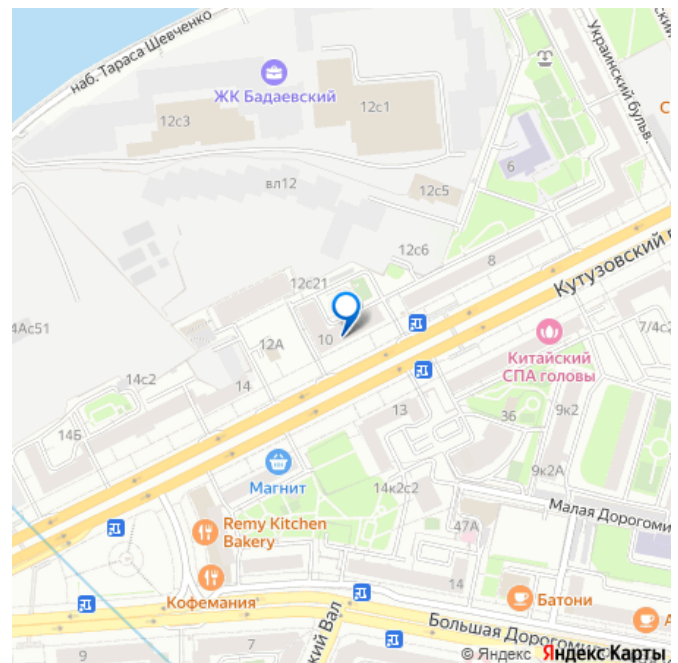 наб. Тараса Шевченко
Украинский бульв.
ЖК Бадаевский
12с1
12с3
6
вл12
12с5
12с6
8
Кутузовский
12с21
4Ас51
12А
10
Китайский
СПА головы
7/4с2
14с2
14
13
36
9к2
14Б
9к2А
Магнит
14к2с2
Малая Дорогоми
Remy Kitchen
Bakery
47А
14
Батони
Кофемания
Большая Дорогоми
кий Вал
9
7
© Яндекс Яндекс Карты